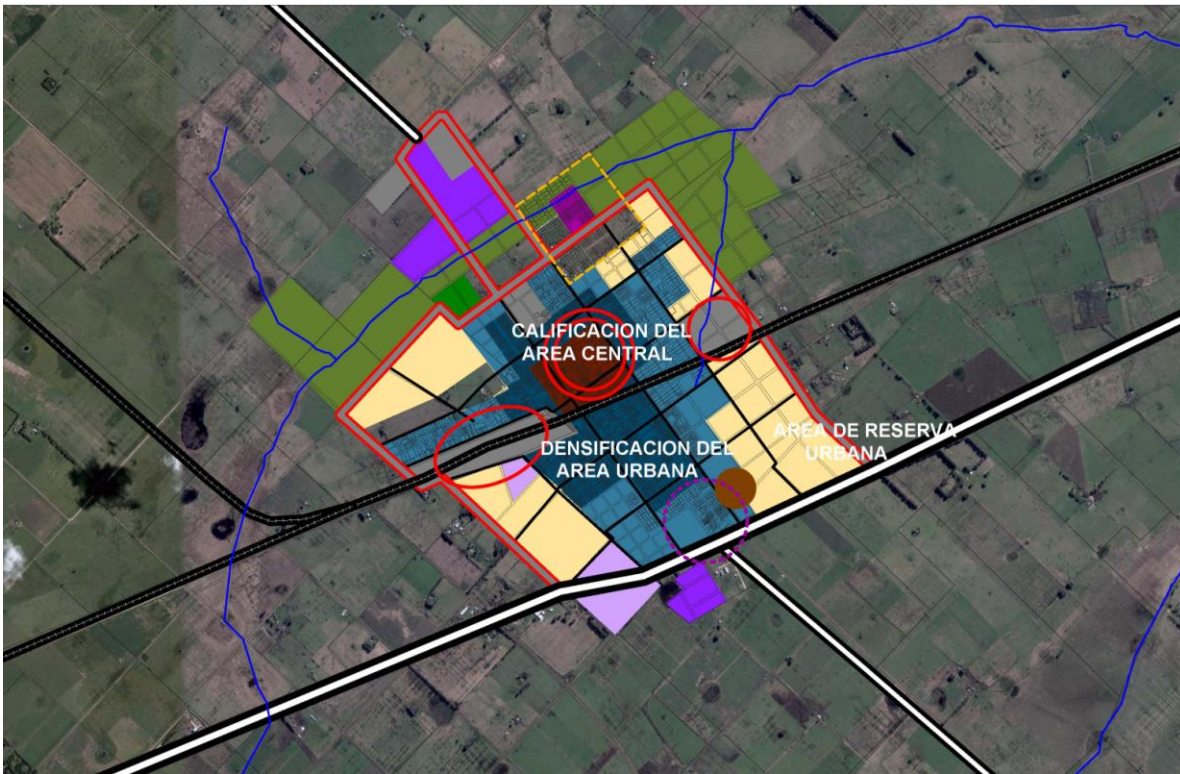 CALIFICACION DEL
AREA CENTRAL
DENSIFICACION DEL
AREA URBANA
AREA DE RESERVA
URBANA